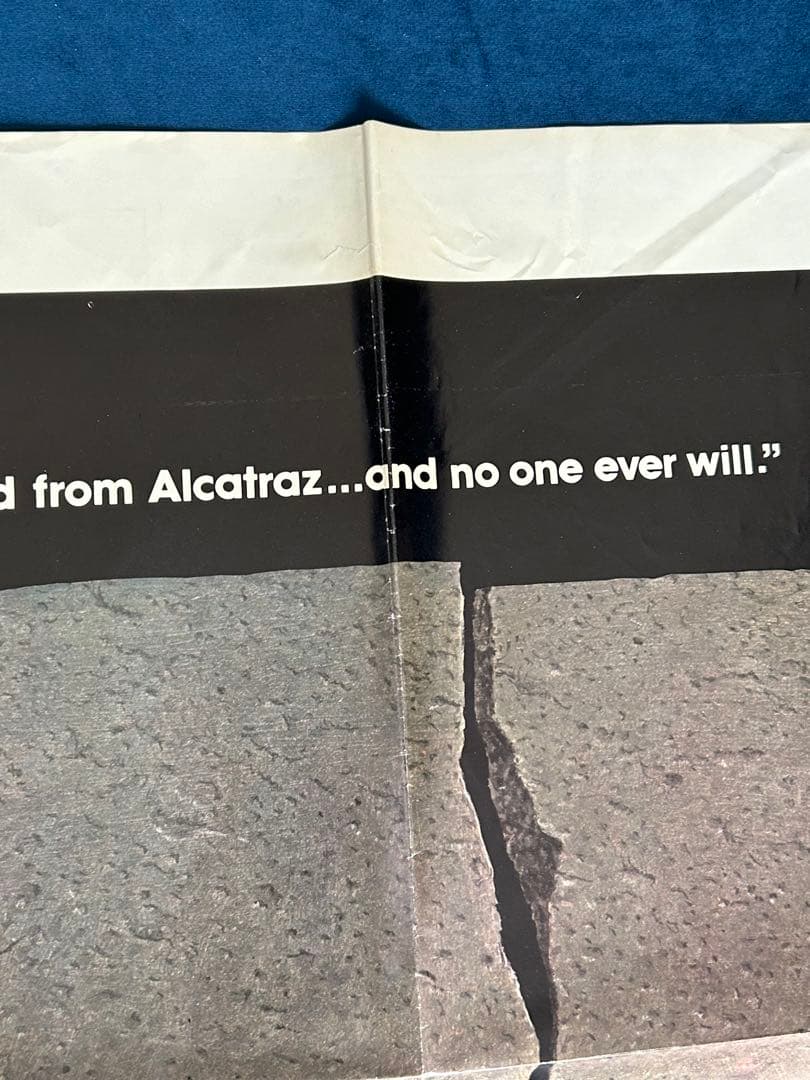 d from Alcatraz...and no one ever will.”